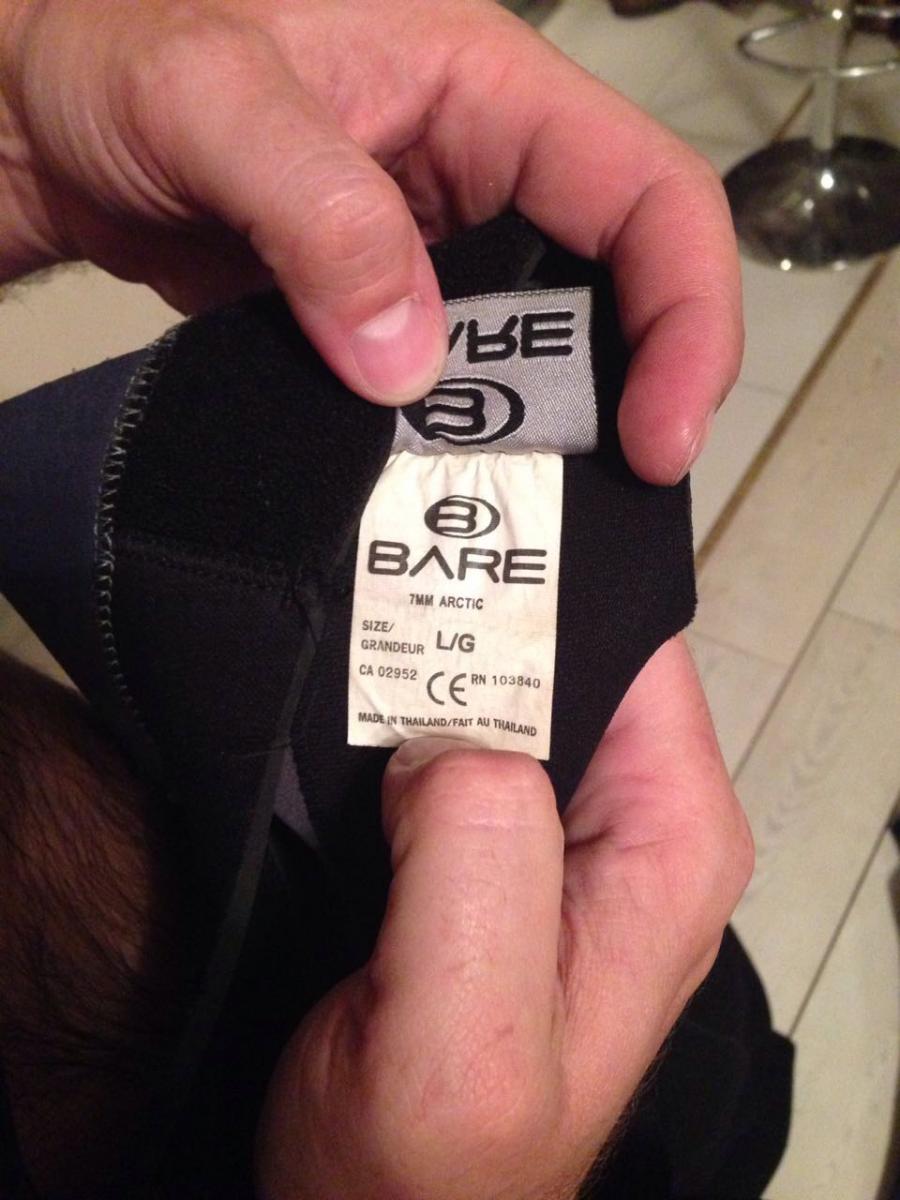 BARE
B
B
BARE
7MM ARCTIC
SIZE/
GRANDEUR L/G
CA 02952 CE RN 103840
MADE IN THAILAND/FAIT AU THAILAND